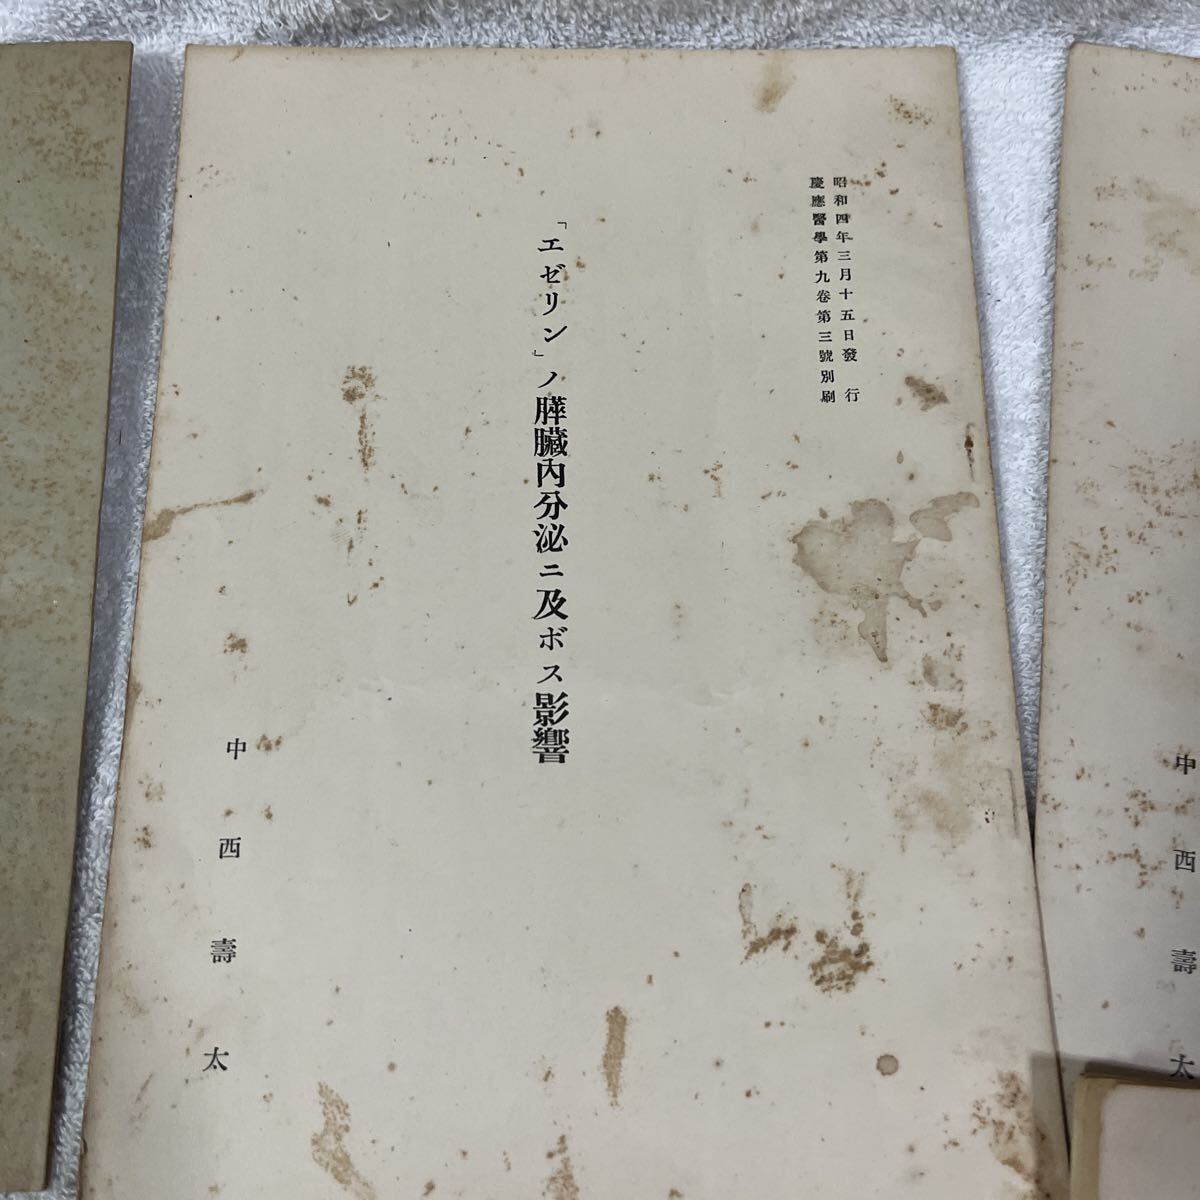 昭和四年三月十五日發行
慶應醫學第九卷第三號別刷
「エゼリン」ノ膵臟內分泌ニ及ボス影響
中西壽太
中西壽太